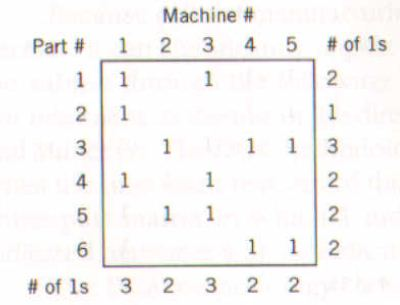 Machine #
Part # 1 2 3 4 5 # of 1s
1 1 1 2
2 1 1
3 1 1 1 3
4 1 1 2
5 1 1 2
6 1 1 2
# of 1s 3 3 2 2